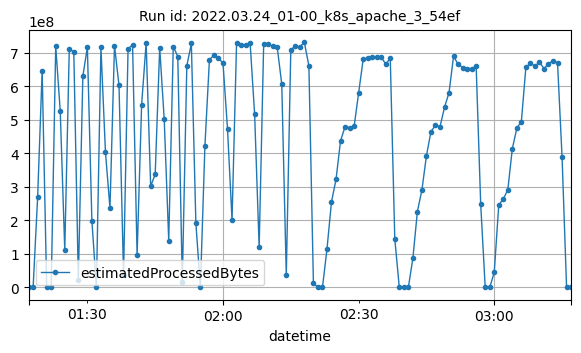 Run id: 2022.03.24_01-00_k8s_apache_3_54ef
1e8
7
6
5
4
3
2
1
0
estimatedProcessedBytes
01:30 02:00 02:30 03:00
datetime